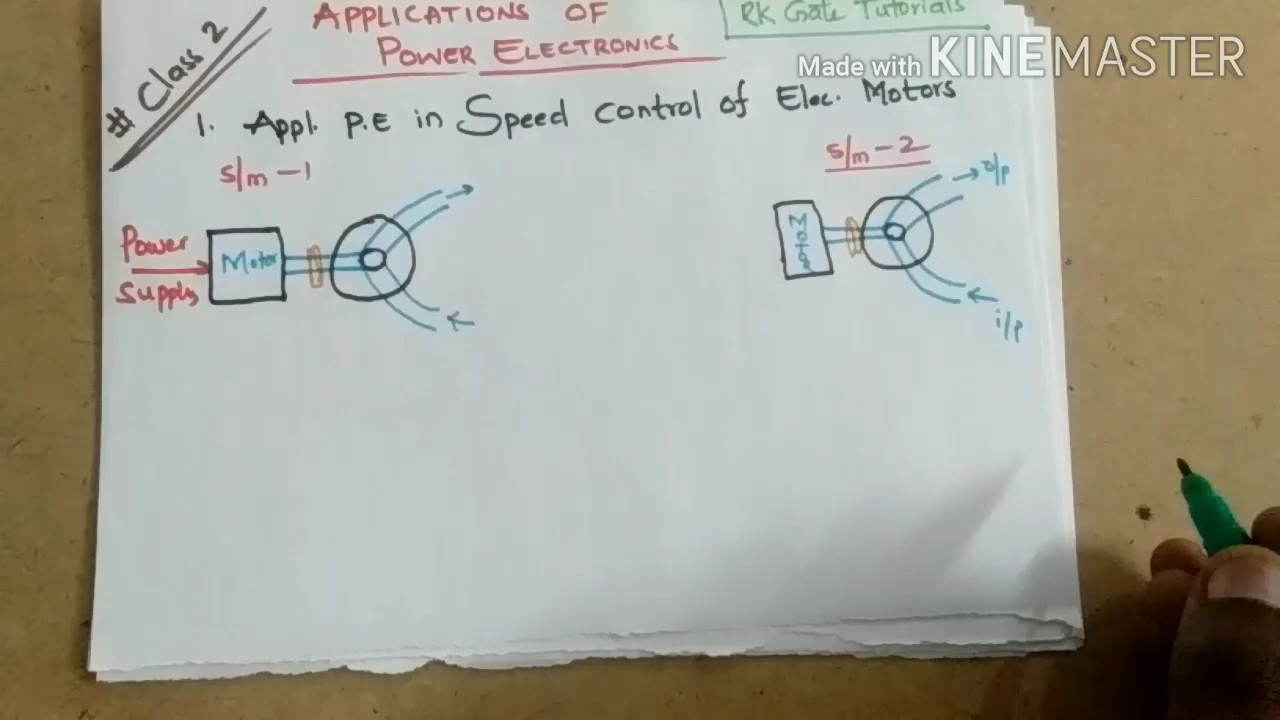 # Class 2
APPLICATIONS OF
POWER ELECTRONICS
RK Gate Tutorials
Made with KINEMASTER
1. Appl. P.E in Speed control of Elec. Motors
s/m - 1
s/m - 2
Power
Supply
Motor
Motor
o/p
i/p